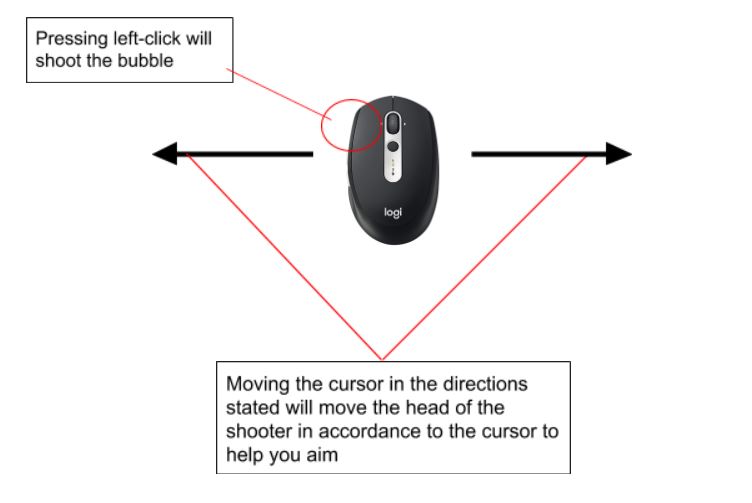 Pressing left-click will
shoot the bubble
logi
Moving the cursor in the directions
stated will move the head of the
shooter in accordance to the cursor to
help you aim